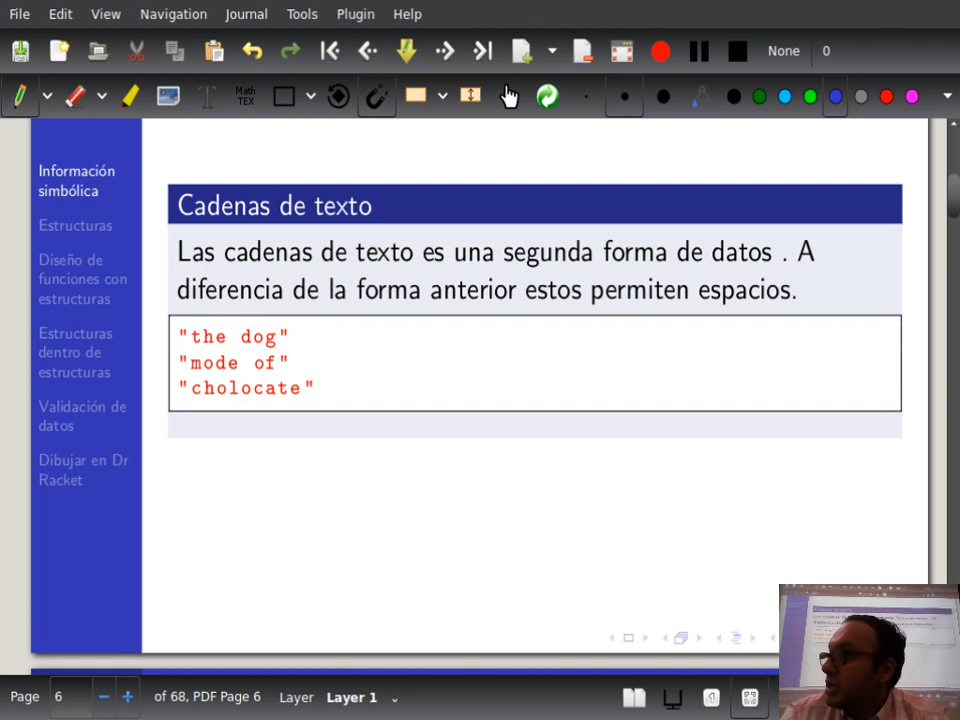 File Edit View Navigation Journal Tools Plugin Help
None 0
Math
TEX
Información
simbólica
Estructuras
Diseño de
funciones con
estructuras
Estructuras
dentro de
estructuras
Validación de
datos
Dibujar en Dr
Racket
Cadenas de texto
Las cadenas de texto es una segunda forma de datos . A
diferencia de la forma anterior estos permiten espacios.
"the dog"
"mode of"
"cholocate"
Page 6 of 68, PDF Page 6 Layer Layer 1